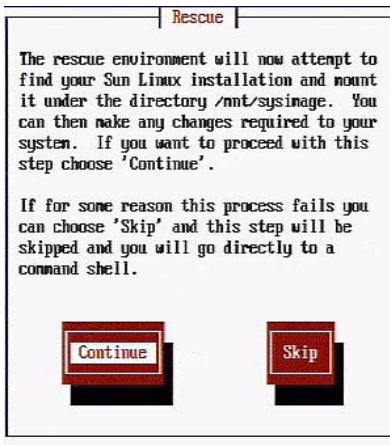 Rescue
The rescue environment will now attempt to
find your Sun Linux installation and mount
it under the directory /mnt/sysimage.  You
can then make any changes required to your
system.  If you want to proceed with this
step choose 'Continue'.
If for some reason this process fails you
can choose 'Skip' and this step will be
skipped and you will go directly to a
command shell.
Continue Skip